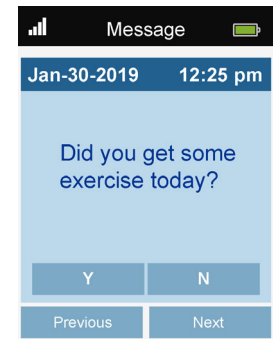 Message
Jan-30-2019 12:25 pm
Did you get some
exercise today?
Y N
Previous Next